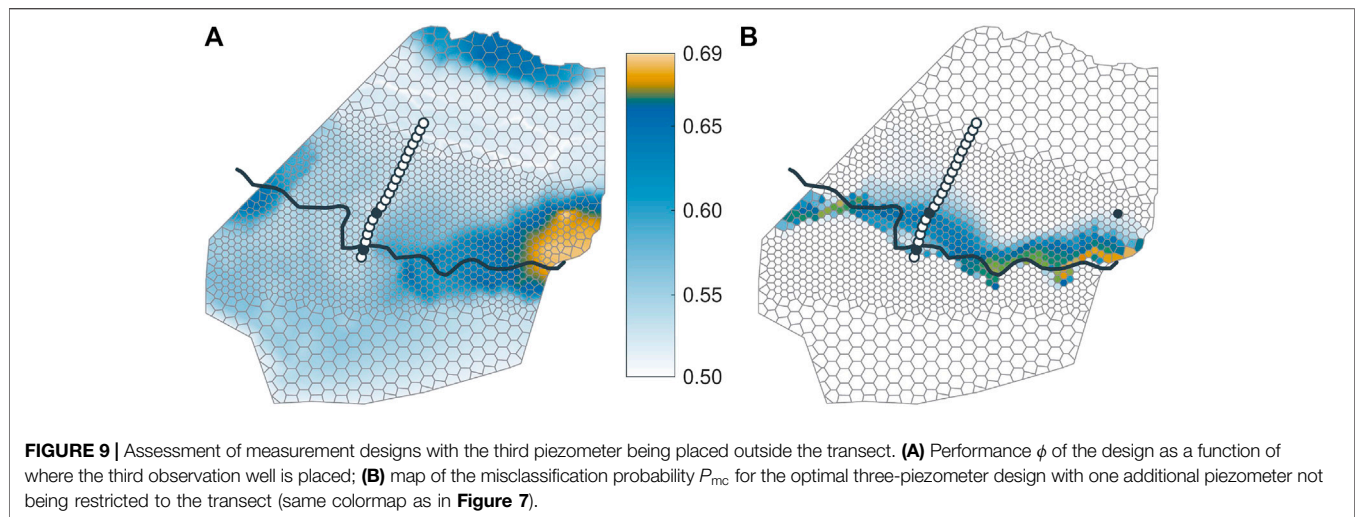 A
B
0.69
0.65
0.60
0.55
0.50
FIGURE 9 | Assessment of measurement designs with the third piezometer being placed outside the transect. (A) Performance ϕ of the design as a function of
where the third observation well is placed; (B) map of the misclassification probability Pmc for the optimal three-piezometer design with one additional piezometer not
being restricted to the transect (same colormap as in Figure 7).